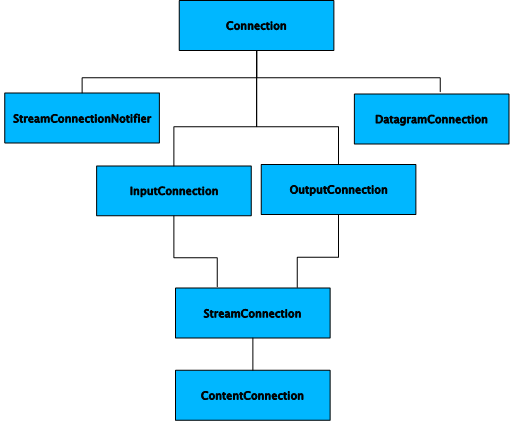 Connection
StreamConnectionNotifier
DatagramConnection
InputConnection
OutputConnection
StreamConnection
ContentConnection